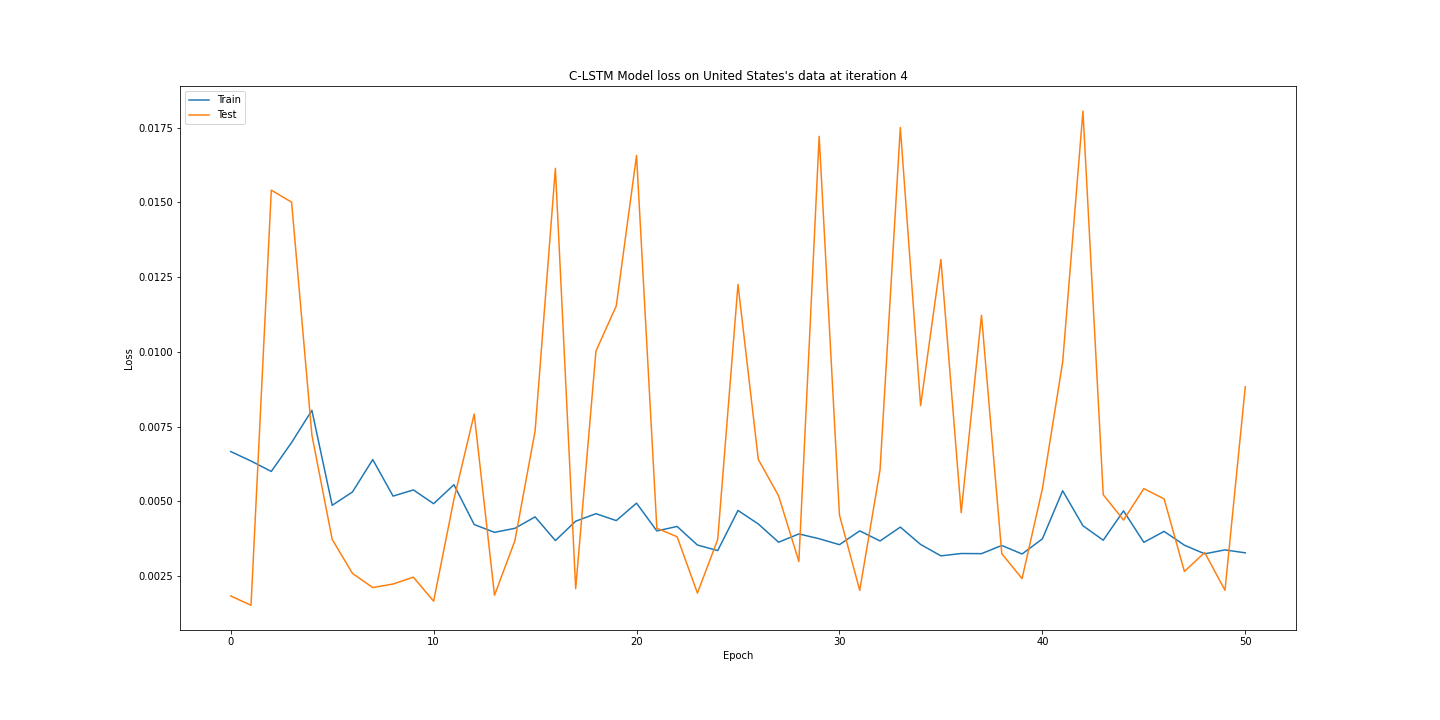 C-LSTM Model loss on United States's data at iteration 4
Train
Test
0.0175
0.0150
0.0125
0.0100
0.0075
0.0050
0.0025
Loss
0 10 20 30 40 50
Epoch